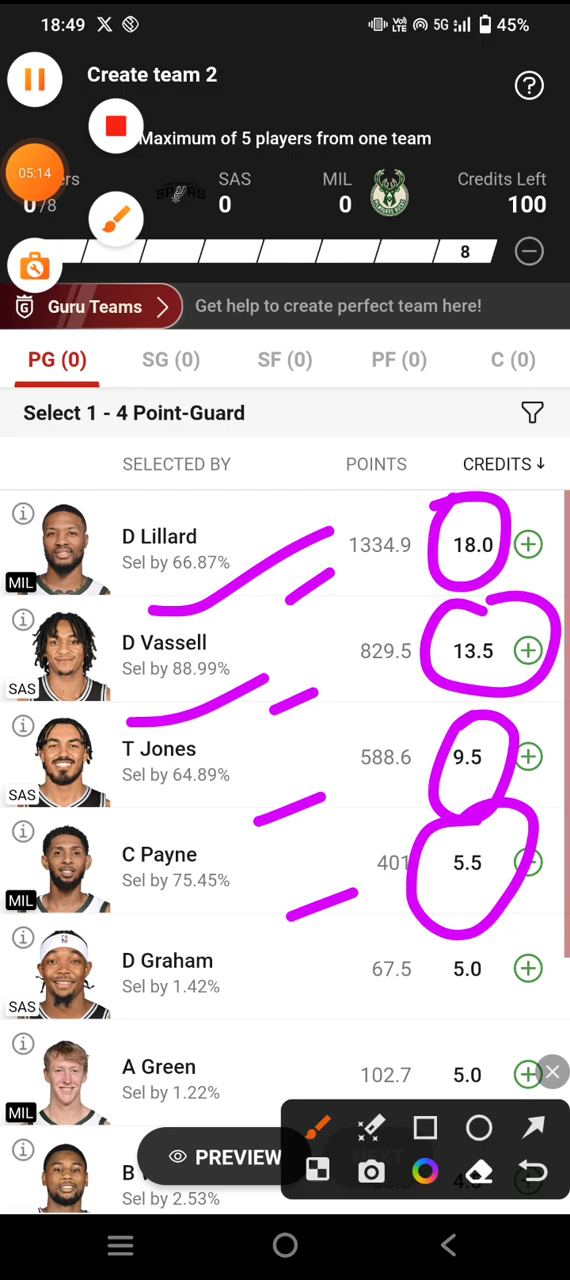 18:49 X Vo) LTE 5G 45%
Create team 2 ?
Maximum of 5 players from one team
05:14
ers SAS MIL Credits Left
0/8 SPURS 0 0 100
8
G Guru Teams Get help to create perfect team here!
PG (0) SG (0) SF (0) PF (0) C (0)
Select 1 - 4 Point-Guard
SELECTED BY POINTS CREDITS ↓
D Lillard
Sel by 66.87%
1334.9 18.0
MIL
D Vassell
Sel by 88.99%
829.5 13.5
SAS
T Jones
Sel by 64.89%
588.6 9.5
SAS
C Payne
Sel by 75.45%
401 5.5
MIL
D Graham
Sel by 1.42%
67.5 5.0
SAS
A Green
Sel by 1.22%
102.7 5.0
MIL
B
Sel by 2.53%
PREVIEW NEXT